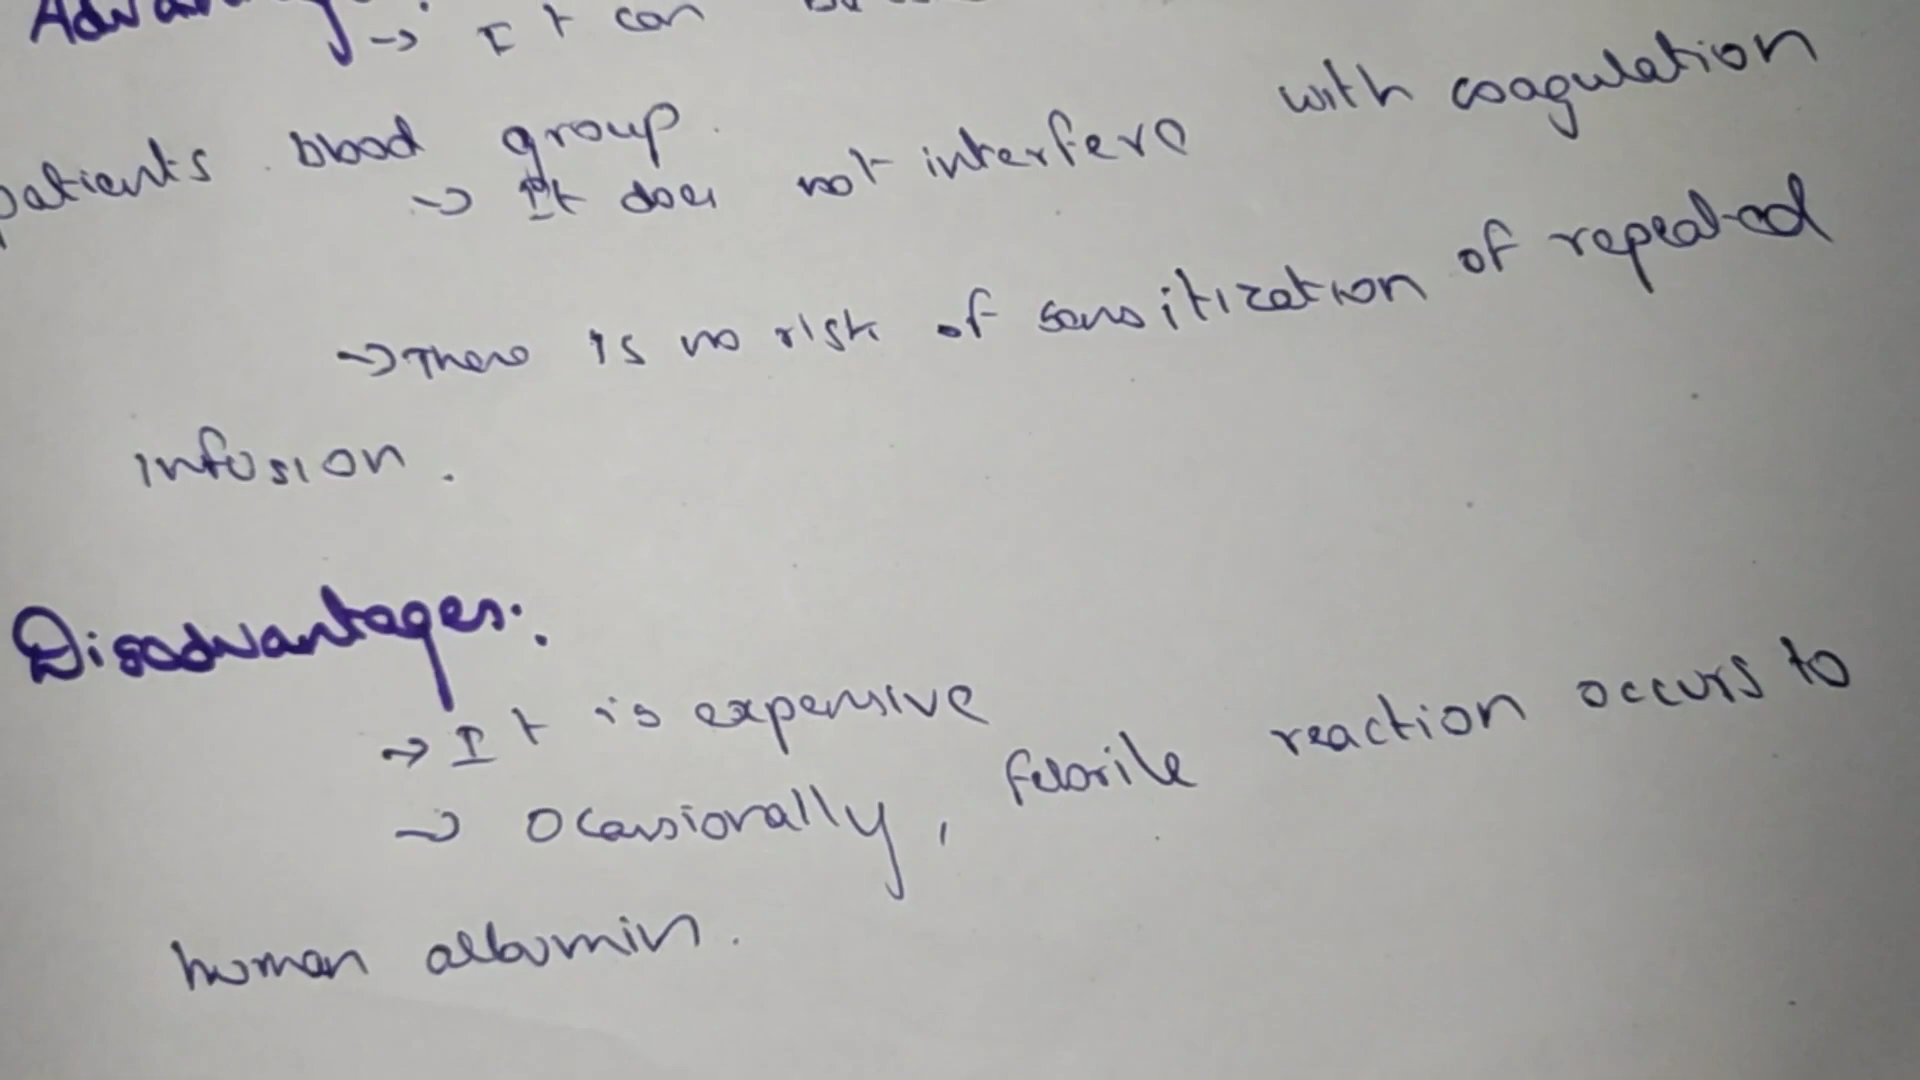 → It can
patients blood group.
→ It does not interfere with coagulation
→ There is no risk of sensitization of repeated
infusion.
Disadvantages:
→ It is expensive
→ Ocassionally, febrile reaction occurs to
human albumin.